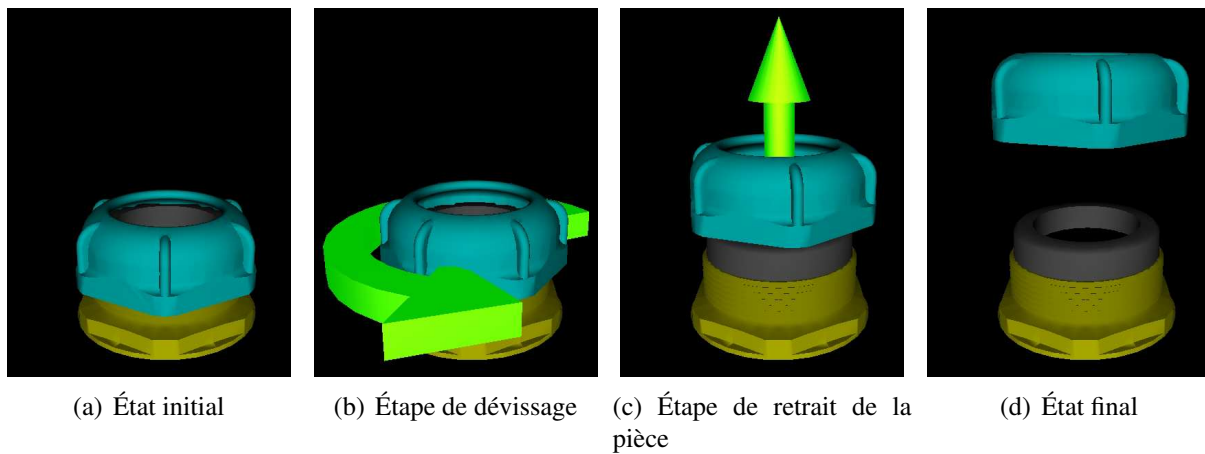 (a) État initial
(b) Étape de dévissage
(c) Étape de retrait de la
pièce
(d) État final